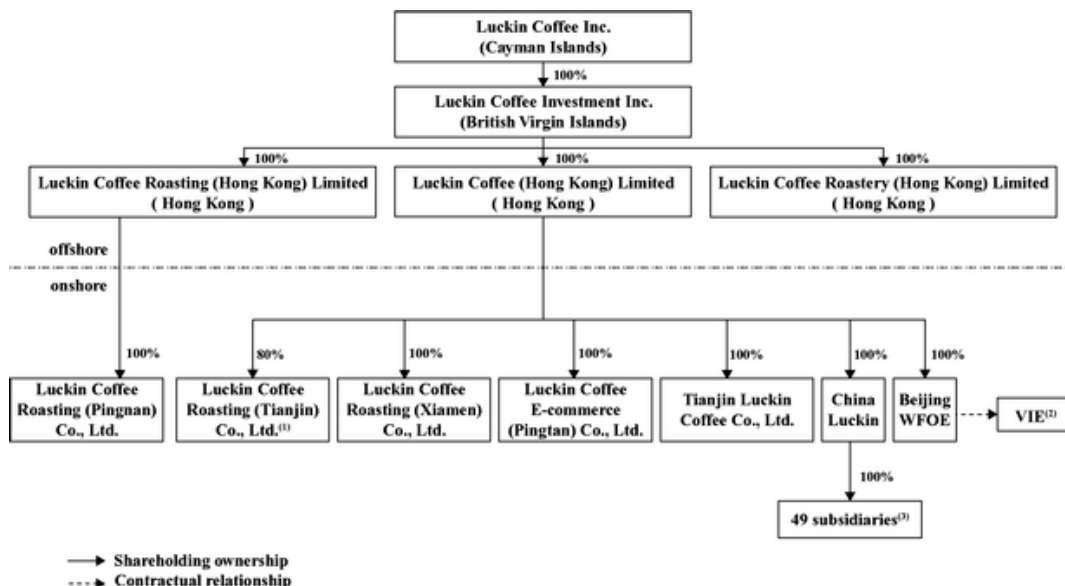 Luckin Coffee Inc.
(Cayman Islands)
100%
Luckin Coffee Investment Inc.
(British Virgin Islands)
100%
100%
100%
Luckin Coffee Roasting (Hong Kong) Limited
( Hong Kong )
Luckin Coffee (Hong Kong) Limited
( Hong Kong )
Luckin Coffee Roastery (Hong Kong) Limited
( Hong Kong )
offshore
onshore
100%
80%
100%
100%
100%
100%
100%
Luckin Coffee
Roasting (Pingnan)
Co., Ltd.
Luckin Coffee
Roasting (Tianjin)
Co., Ltd.(1)
Luckin Coffee
Roasting (Xiamen)
Co., Ltd.
Luckin Coffee
E-commerce
(Pingtan) Co., Ltd.
Tianjin Luckin
Coffee Co., Ltd.
China
Luckin
Beijing
WFOE
VIE(2)
100%
49 subsidiaries(3)
Shareholding ownership
Contractual relationship